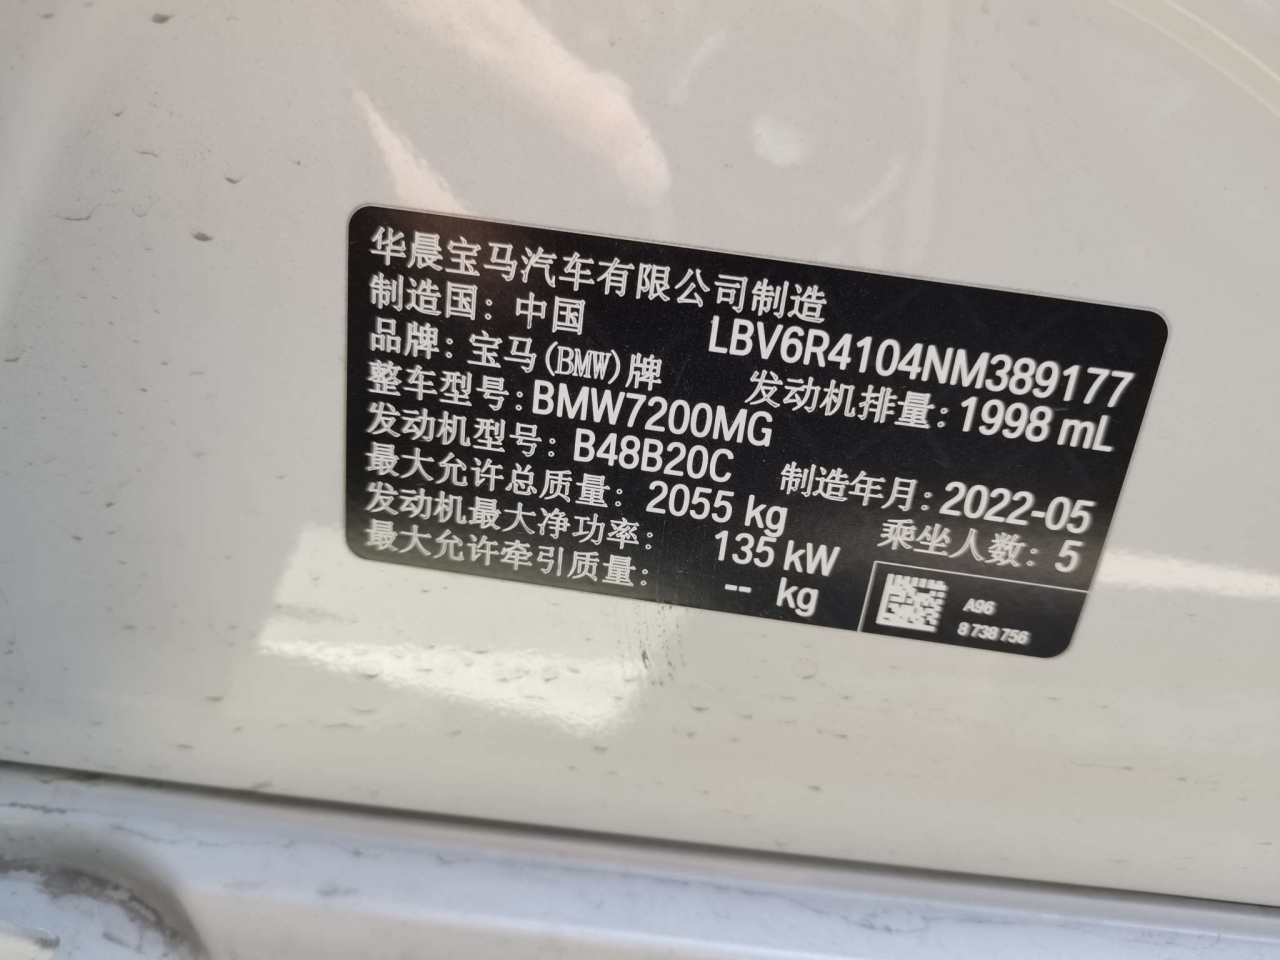 华晨宝马汽车有限公司制造
制造国：中国
LBV6R4104NM389177
品牌：宝马(BMW)牌
发动机排量：1998 mL
整车型号：BMW7200MG
发动机型号：B48B20C
制造年月：2022-05
最大允许总质量：2055 kg
乘坐人数：5
发动机最大净功率：135 kW
最大允许牵引质量：-- kg
A96
8 738 756